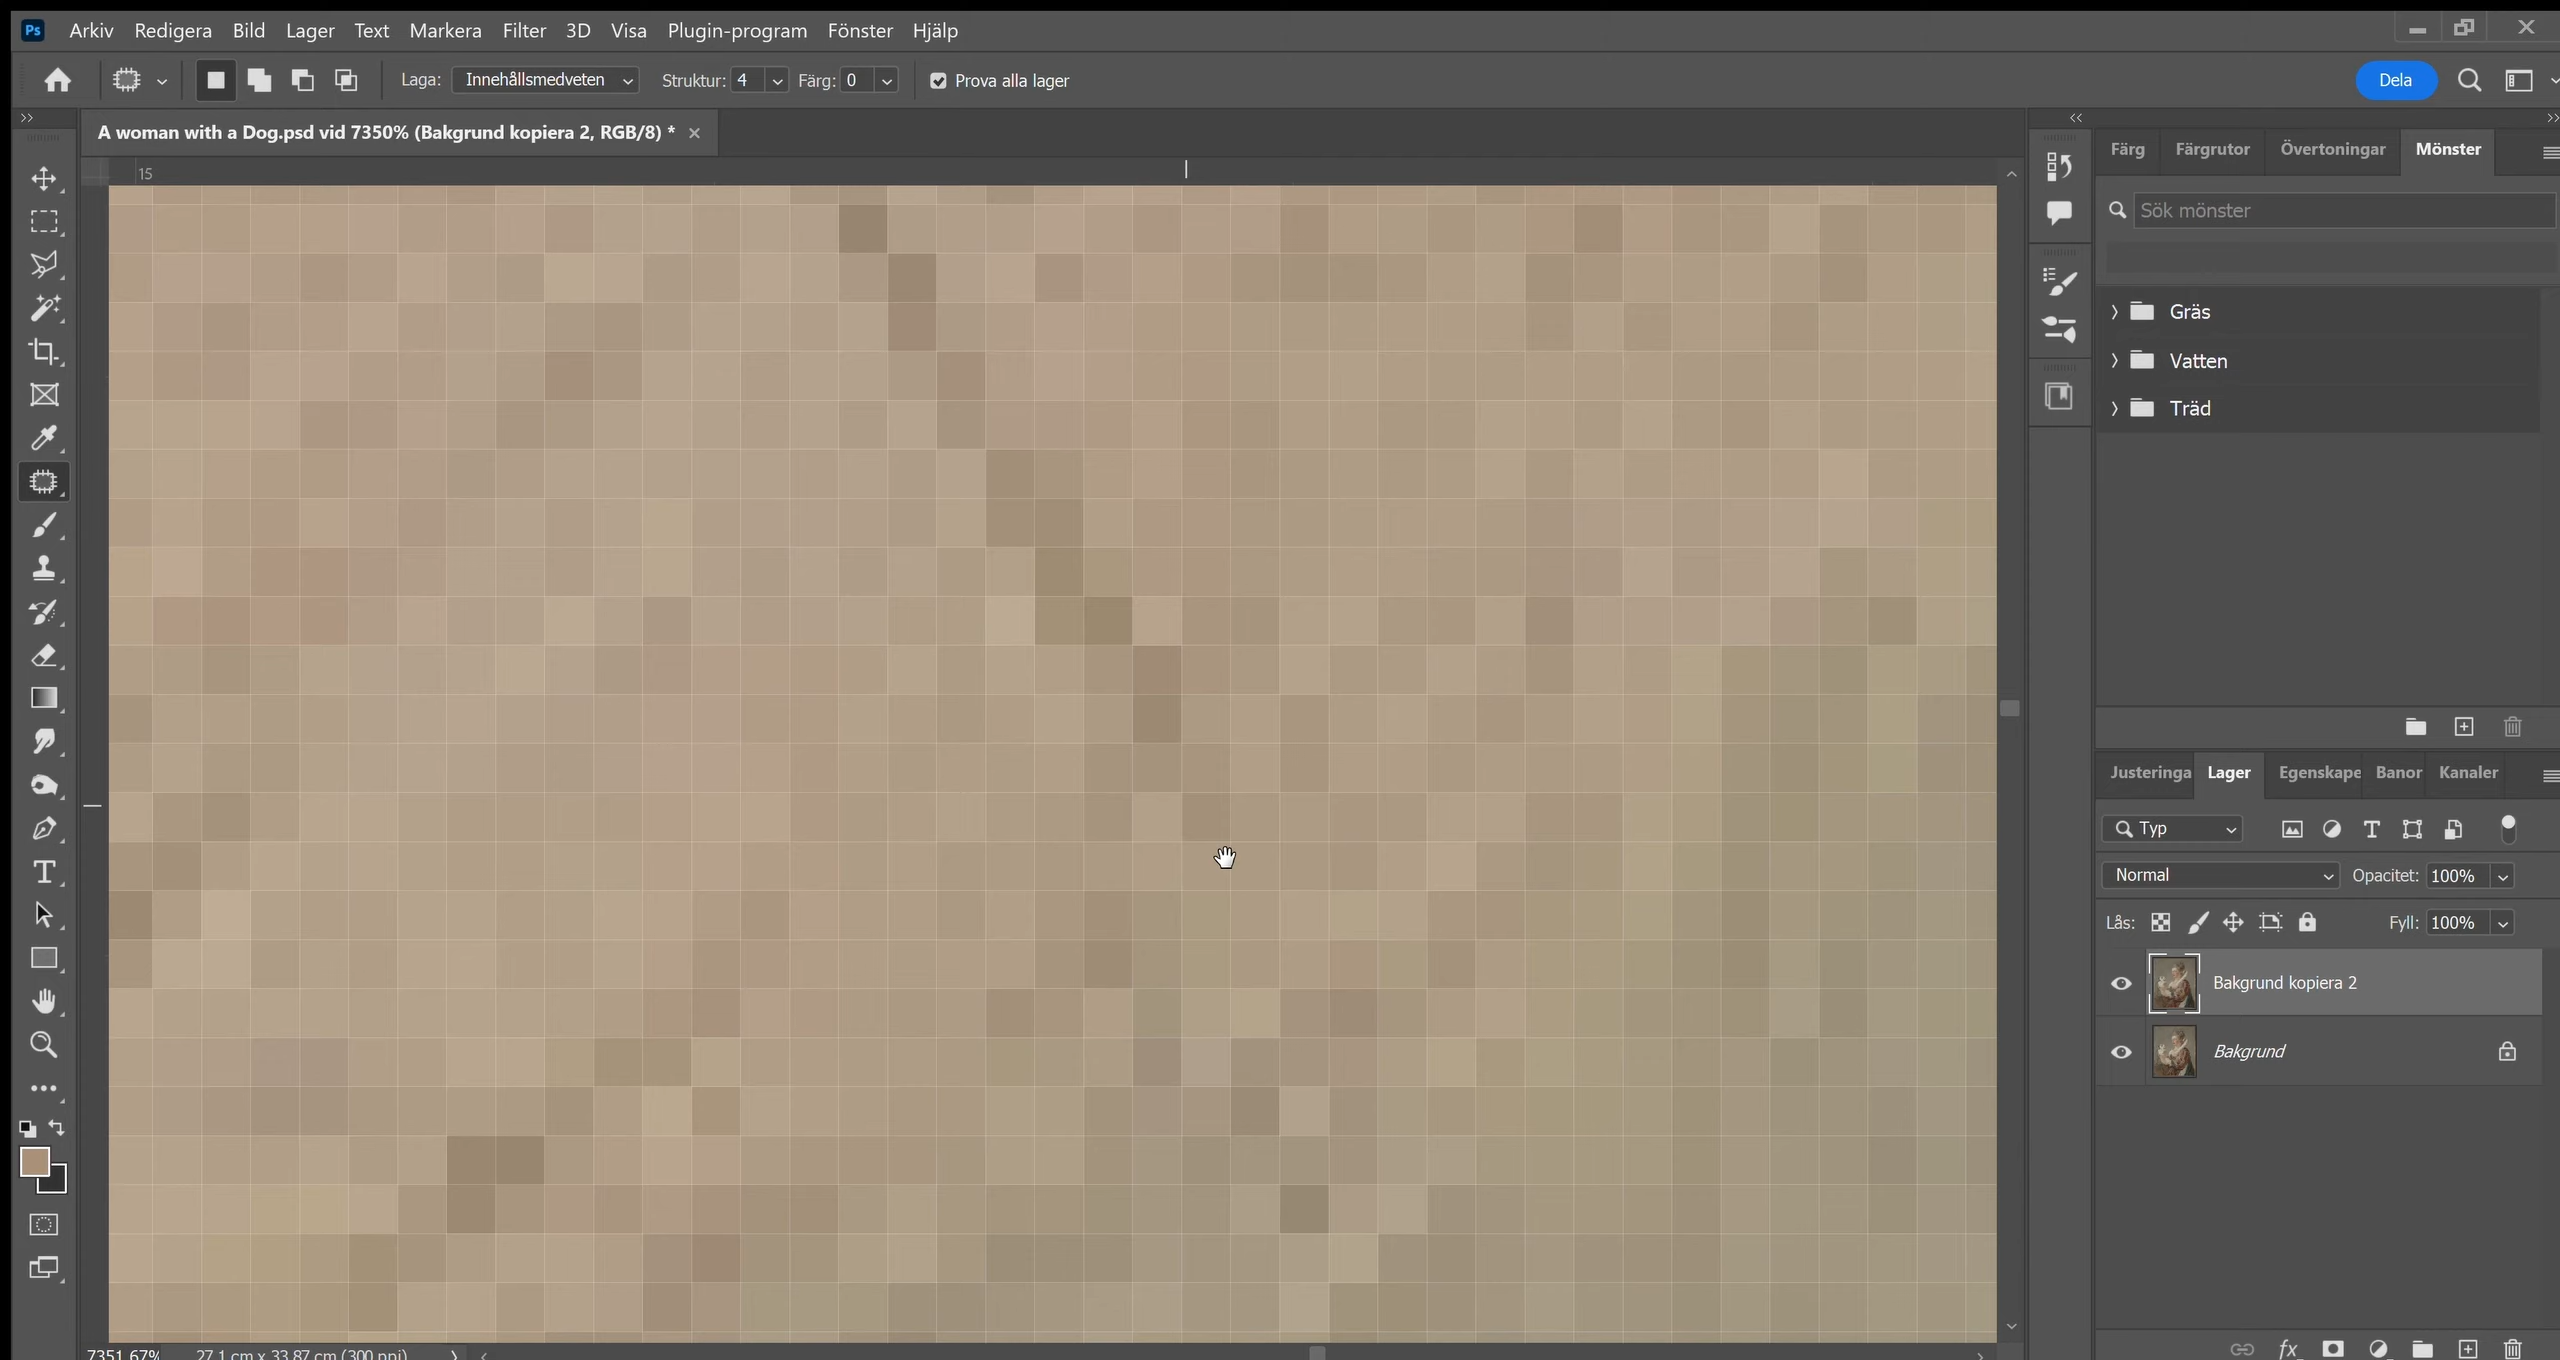 Ps Arkiv Redigera Bild Lager Text Markera Filter 3D Visa Plugin-program Fönster Hjälp
Laga: Innehållsmedveten Struktur: 4 Färg: 0 Prova alla lager Dela
A woman with a Dog.psd vid 7350% (Bakgrund kopiera 2, RGB/8) *
15
Färg Färgrutor Övertoningar Mönster
Sök mönster
Gräs
Vatten
Träd
Justeringa Lager Egenskape Banor Kanaler
Typ
Normal Opacitet: 100%
Lås: Fyll: 100%
Bakgrund kopiera 2
Bakgrund
T
fx
7351,67% 27,1 cm x 33,87 cm (300 ppi)